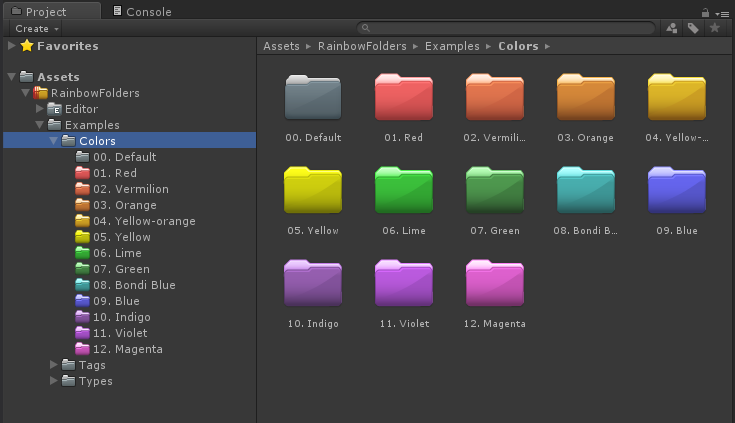 Project
Console
Create
Favorites
Assets
RainbowFolders
Editor
Examples
Colors
00. Default
01. Red
02. Vermilion
03. Orange
04. Yellow-orange
05. Yellow
06. Lime
07. Green
08. Bondi Blue
09. Blue
10. Indigo
11. Violet
12. Magenta
Tags
Types
Assets RainbowFolders Examples Colors
00. Default 01. Red 02. Vermili... 03. Orange 04. Yellow-...
05. Yellow 06. Lime 07. Green 08. Bondi B... 09. Blue
10. Indigo 11. Violet 12. Magenta